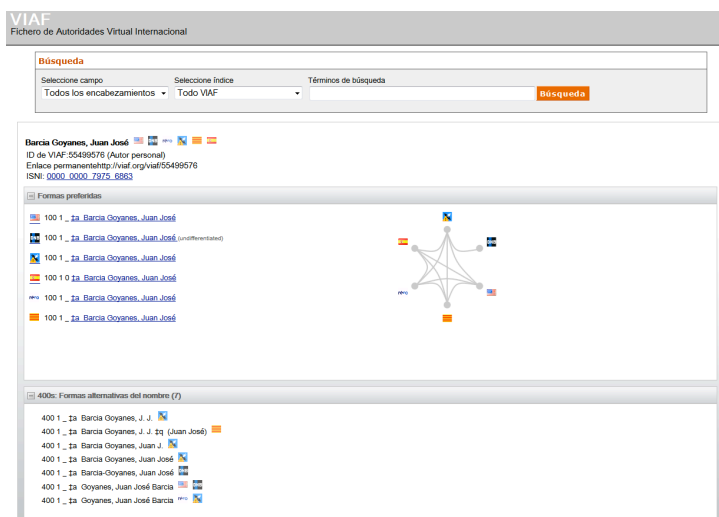 VIAF
Fichero de Autoridades Virtual Internacional
Búsqueda
Seleccione campo Seleccione índice Términos de búsqueda
Todos los encabezamientos Todo VIAF Búsqueda
Barcia Goyanes, Juan José
ID de VIAF:55499576 (Autor personal)
Enlace permanentehttp://viaf.org/viaf/55499576
ISNI: 0000 0000 7975 6863
Formas preferidas
100 1 _ ‡a Barcia Goyanes, Juan José
DNB 100 1 _ ‡a Barcia Goyanes, Juan José (undifferentiated)
100 1 _ ‡a Barcia Goyanes, Juan José
100 1 0 ‡a Barcia Goyanes, Juan José
rero 100 1 _ ‡a Barcia Goyanes, Juan José
100 1 _ ‡a Barcia Goyanes, Juan José
400s: Formas alternativas del nombre (7)
400 1 _ ‡a Barcia Goyanes, J. J.
400 1 _ ‡a Barcia Goyanes, J. J. ‡q (Juan José)
400 1 _ ‡a Barcia Goyanes, Juan J.
400 1 _ ‡a Barcia Goyanes, Juan José
400 1 _ ‡a Barcia-Goyanes, Juan José
400 1 _ ‡a Goyanes, Juan José Barcia
400 1 _ ‡a Goyanes, Juan José Barcia rero